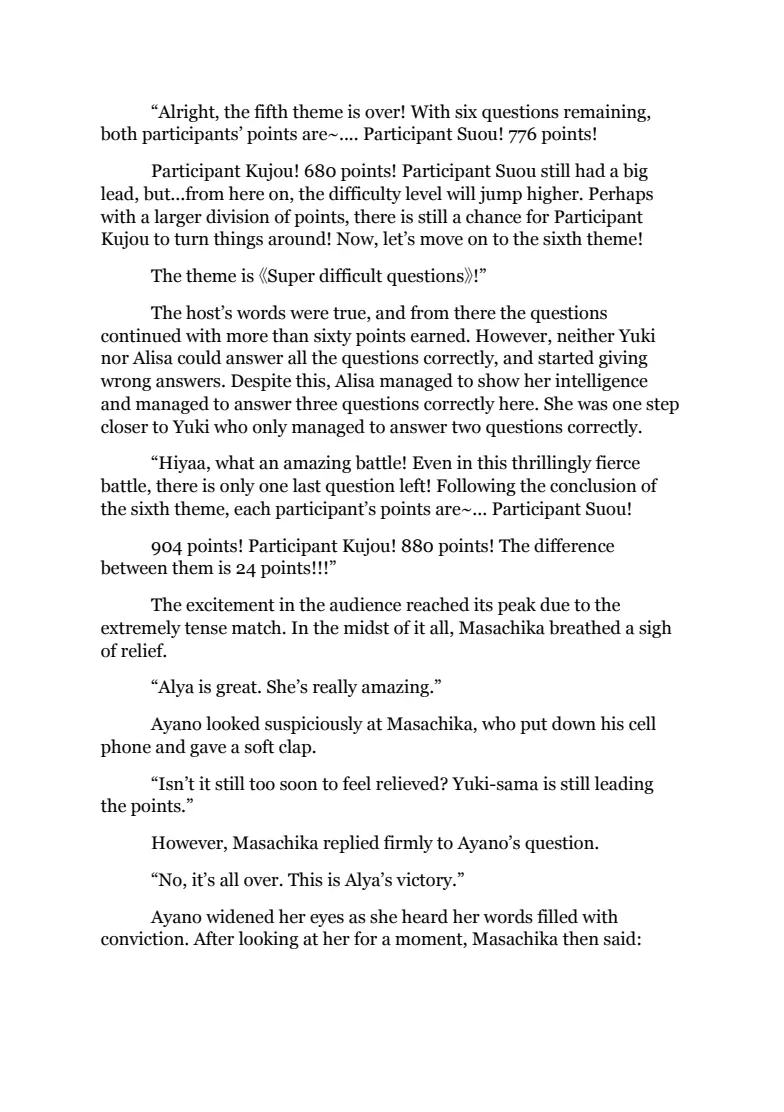 “Alright, the fifth theme is over! With six questions remaining,
both participants’ points are~.... Participant Suou! 776 points!
Participant Kujou! 680 points! Participant Suou still had a big
lead, but...from here on, the difficulty level will jump higher. Perhaps
with a larger division of points, there is still a chance for Participant
Kujou to turn things around! Now, let’s move on to the sixth theme!
The theme is 《Super difficult questions》!”
The host’s words were true, and from there the questions
continued with more than sixty points earned. However, neither Yuki
nor Alisa could answer all the questions correctly, and started giving
wrong answers. Despite this, Alisa managed to show her intelligence
and managed to answer three questions correctly here. She was one step
closer to Yuki who only managed to answer two questions correctly.
“Hiyaa, what an amazing battle! Even in this thrillingly fierce
battle, there is only one last question left! Following the conclusion of
the sixth theme, each participant’s points are~... Participant Suou!
904 points! Participant Kujou! 880 points! The difference
between them is 24 points!!!”
The excitement in the audience reached its peak due to the
extremely tense match. In the midst of it all, Masachika breathed a sigh
of relief.
“Alya is great. She’s really amazing.”
Ayano looked suspiciously at Masachika, who put down his cell
phone and gave a soft clap.
“Isn’t it still too soon to feel relieved? Yuki-sama is still leading
the points.”
However, Masachika replied firmly to Ayano’s question.
“No, it’s all over. This is Alya’s victory.”
Ayano widened her eyes as she heard her words filled with
conviction. After looking at her for a moment, Masachika then said: